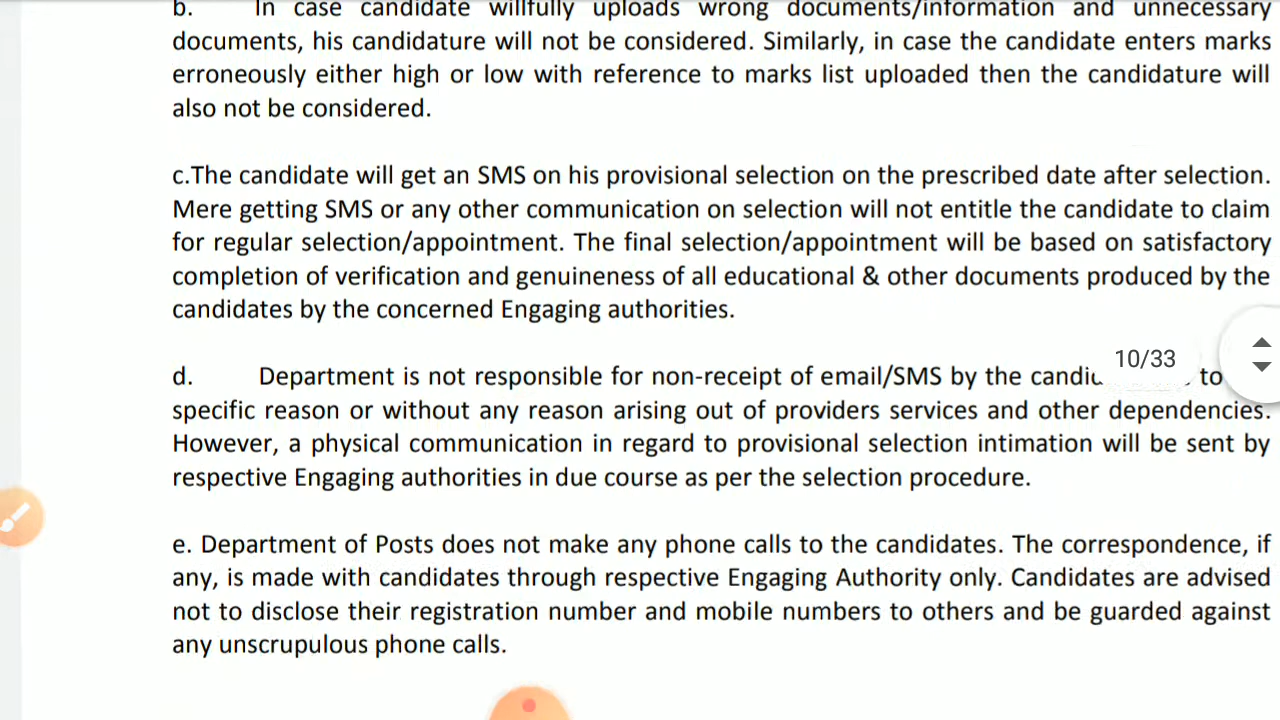 b. In case candidate willfully uploads wrong documents/information and unnecessary
documents, his candidature will not be considered. Similarly, in case the candidate enters marks
erroneously either high or low with reference to marks list uploaded then the candidature will
also not be considered.
c.The candidate will get an SMS on his provisional selection on the prescribed date after selection.
Mere getting SMS or any other communication on selection will not entitle the candidate to claim
for regular selection/appointment. The final selection/appointment will be based on satisfactory
completion of verification and genuineness of all educational & other documents produced by the
candidates by the concerned Engaging authorities.
10/33
d. Department is not responsible for non-receipt of email/SMS by the to
specific reason or without any reason arising out of providers services and other dependencies.
However, a physical communication in regard to provisional selection intimation will be sent by
respective Engaging authorities in due course as per the selection procedure.
e. Department of Posts does not make any phone calls to the candidates. The correspondence, if
any, is made with candidates through respective Engaging Authority only. Candidates are advised
not to disclose their registration number and mobile numbers to others and be guarded against
any unscrupulous phone calls.